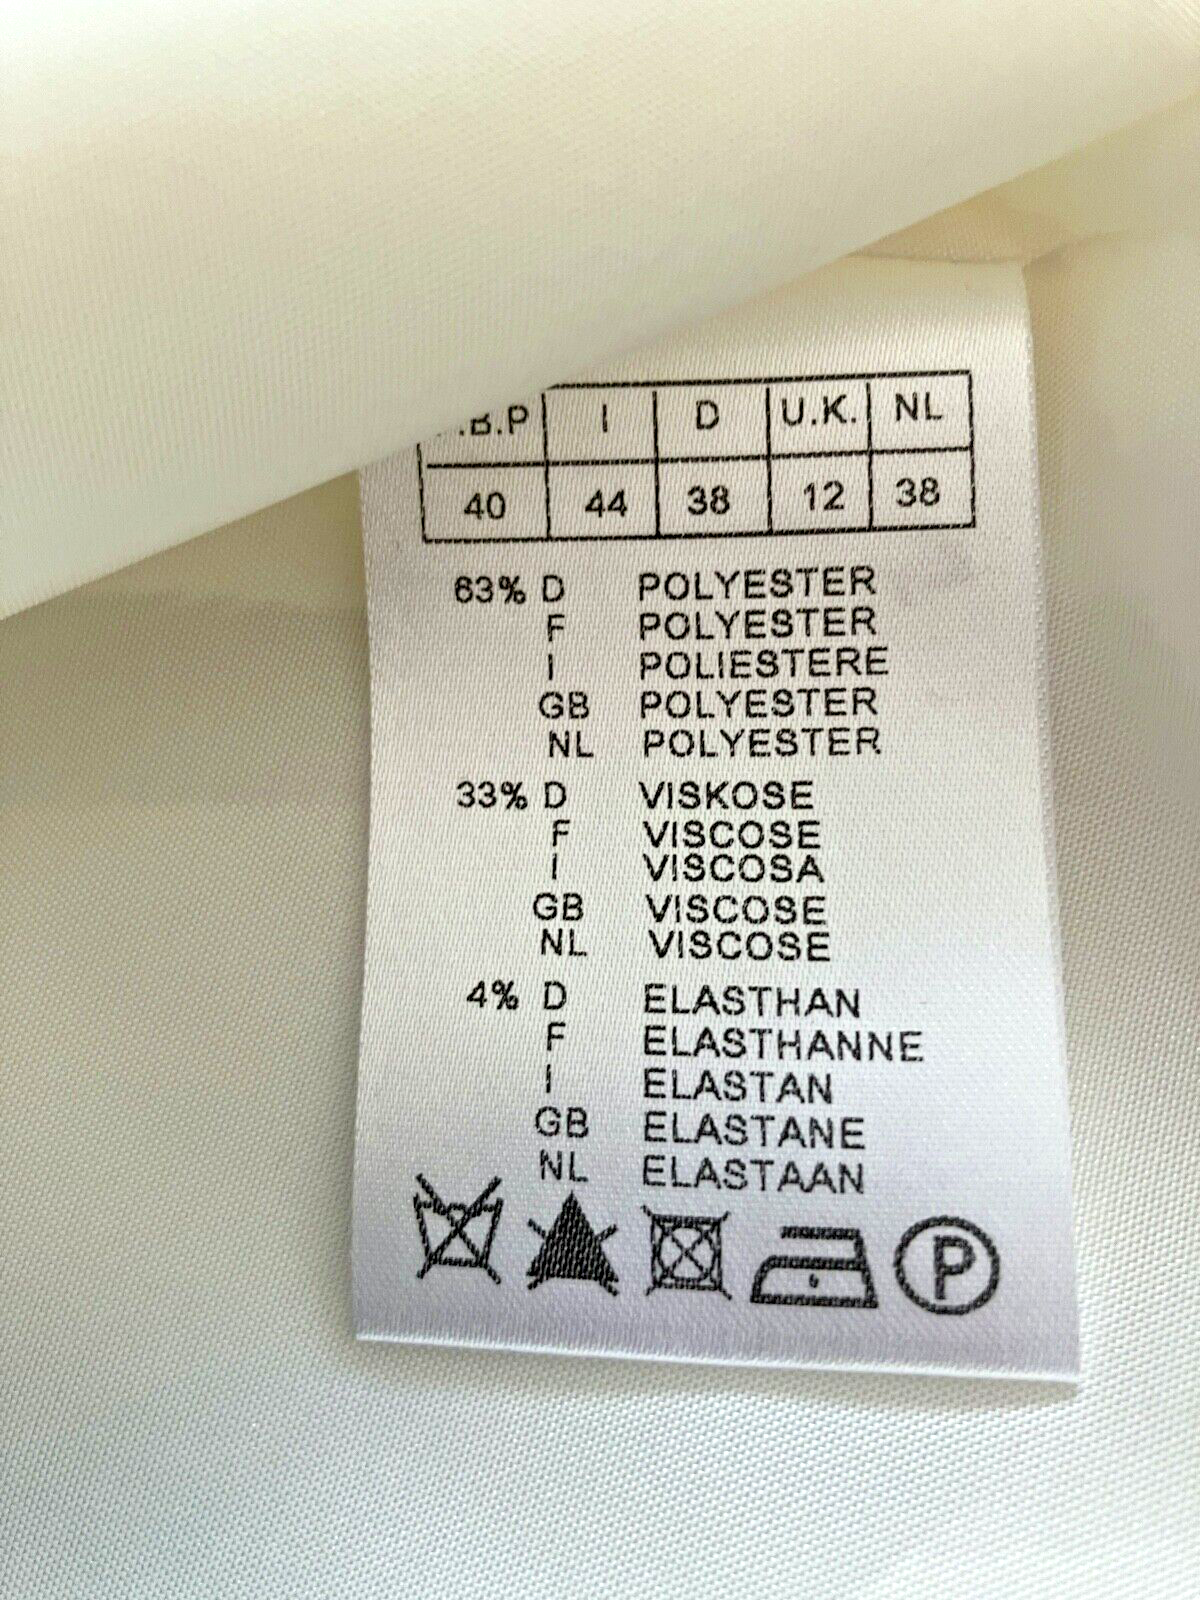 .B.P I D U.K. NL
40 44 38 12 38
63% D POLYESTER
F POLYESTER
I POLIESTERE
GB POLYESTER
NL POLYESTER
33% D VISKOSE
F VISCOSE
I VISCOSA
GB VISCOSE
NL VISCOSE
4% D ELASTHAN
F ELASTHANNE
I ELASTAN
GB ELASTANE
NL ELASTAAN
P